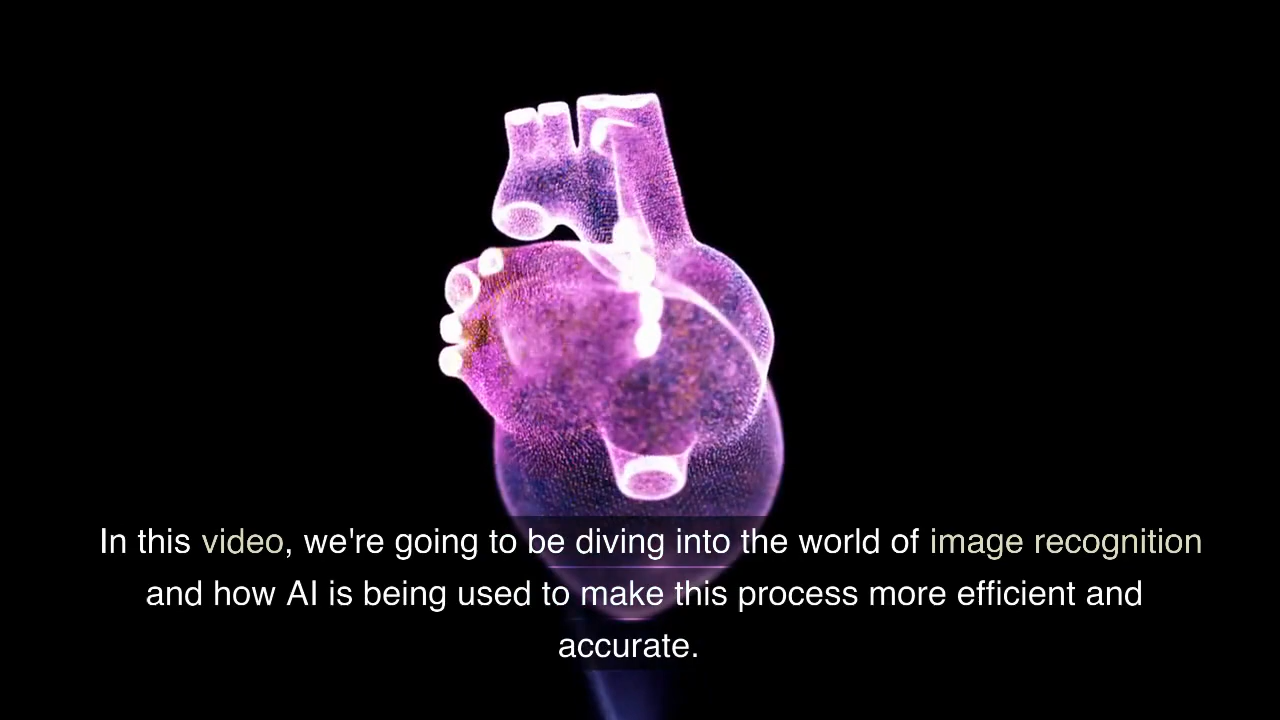 In this video, we're going to be diving into the world of image recognition
and how AI is being used to make this process more efficient and
accurate.